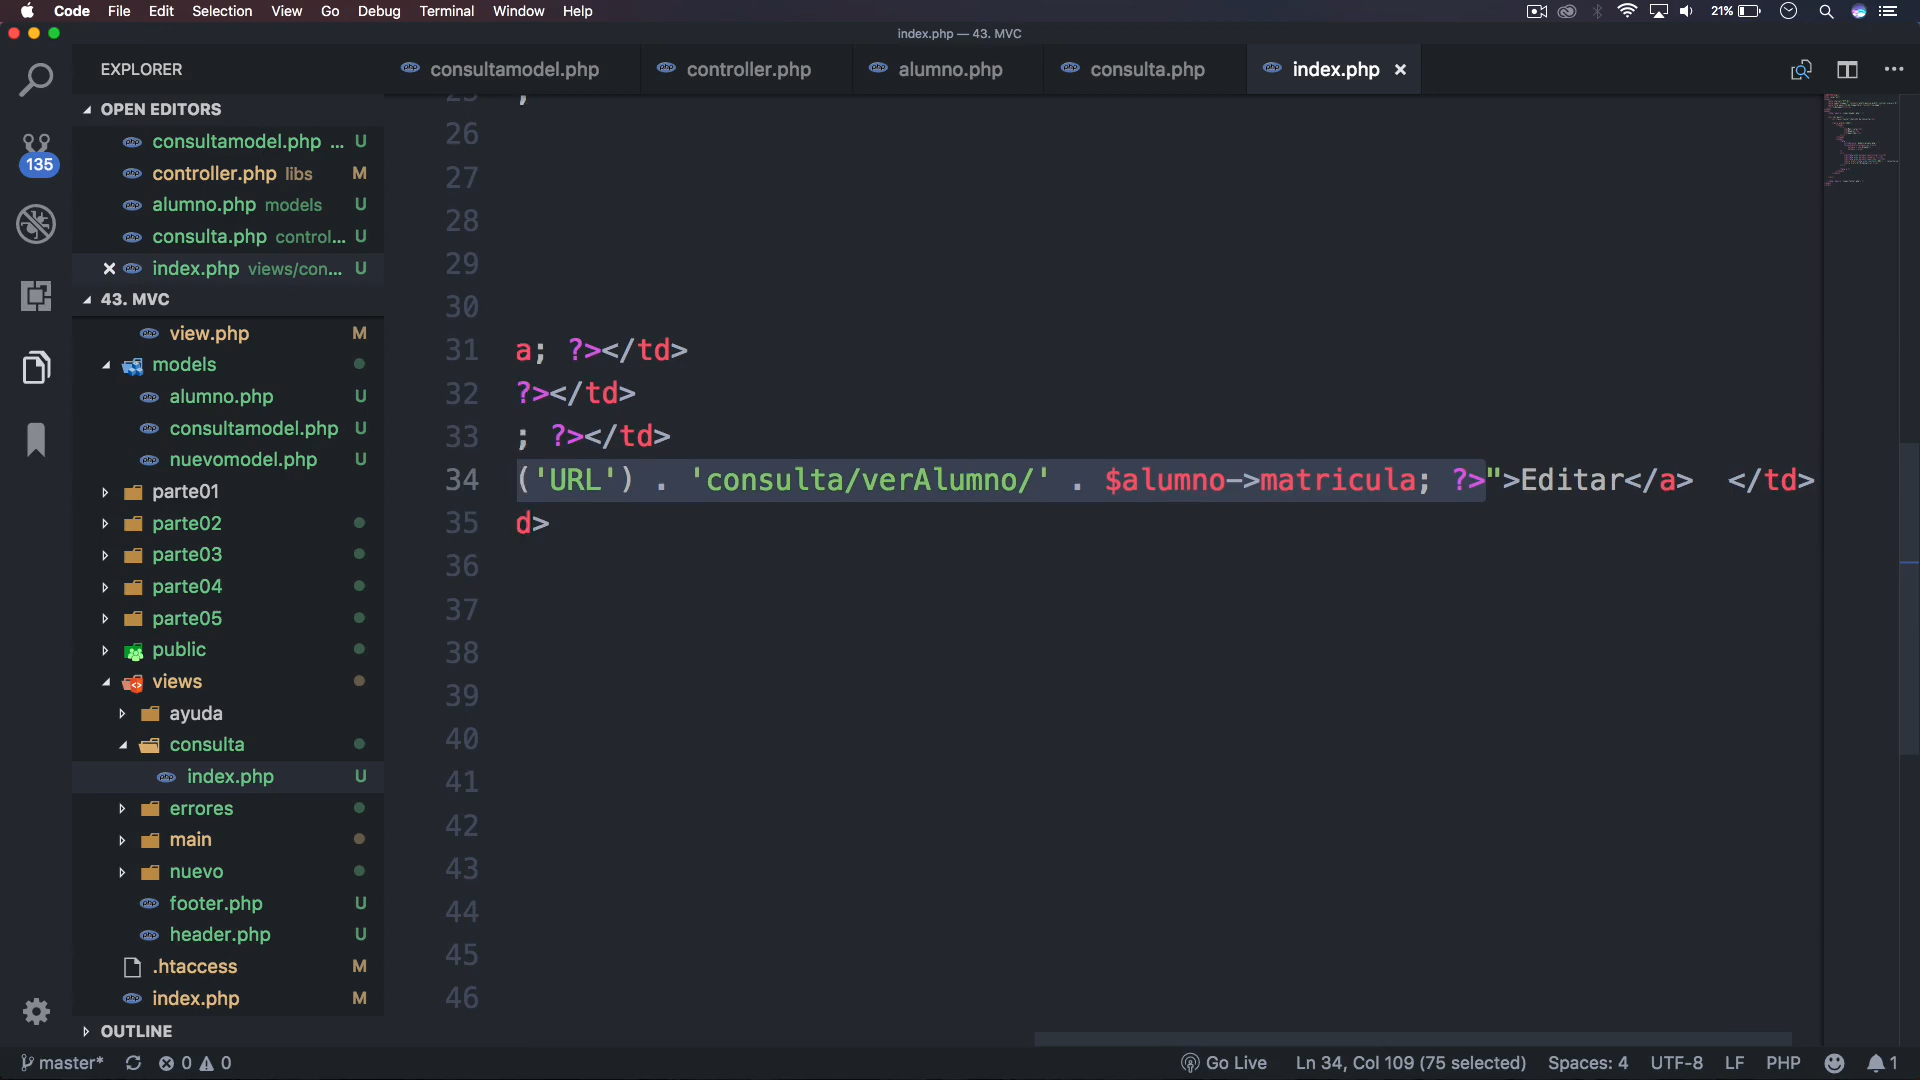 Code File Edit Selection View Go Debug Terminal Window Help 21%
index.php — 43. MVC
EXPLORER
consultamodel.php controller.php alumno.php consulta.php index.php
OPEN EDITORS
consultamodel.php ... U
controller.php libs M
alumno.php models U
consulta.php control... U
index.php views/con... U
135
43. MVC
view.php M
models
alumno.php U
consultamodel.php U
nuevomodel.php U
parte01
parte02
parte03
parte04
parte05
public
views
ayuda
consulta
index.php U
errores
main
nuevo
footer.php U
header.php U
.htaccess M
index.php M
OUTLINE
25 ;
26
27
28
29
30
31 a; ?></td>
32 ?></td>
33 ; ?></td>
34 ('URL') . 'consulta/verAlumno/' . $alumno->matricula; ?>">Editar</a> </td>
35 d>
36
37
38
39
40
41
42
43
44
45
46
master* 0 0 Go Live Ln 34, Col 109 (75 selected) Spaces: 4 UTF-8 LF PHP 1